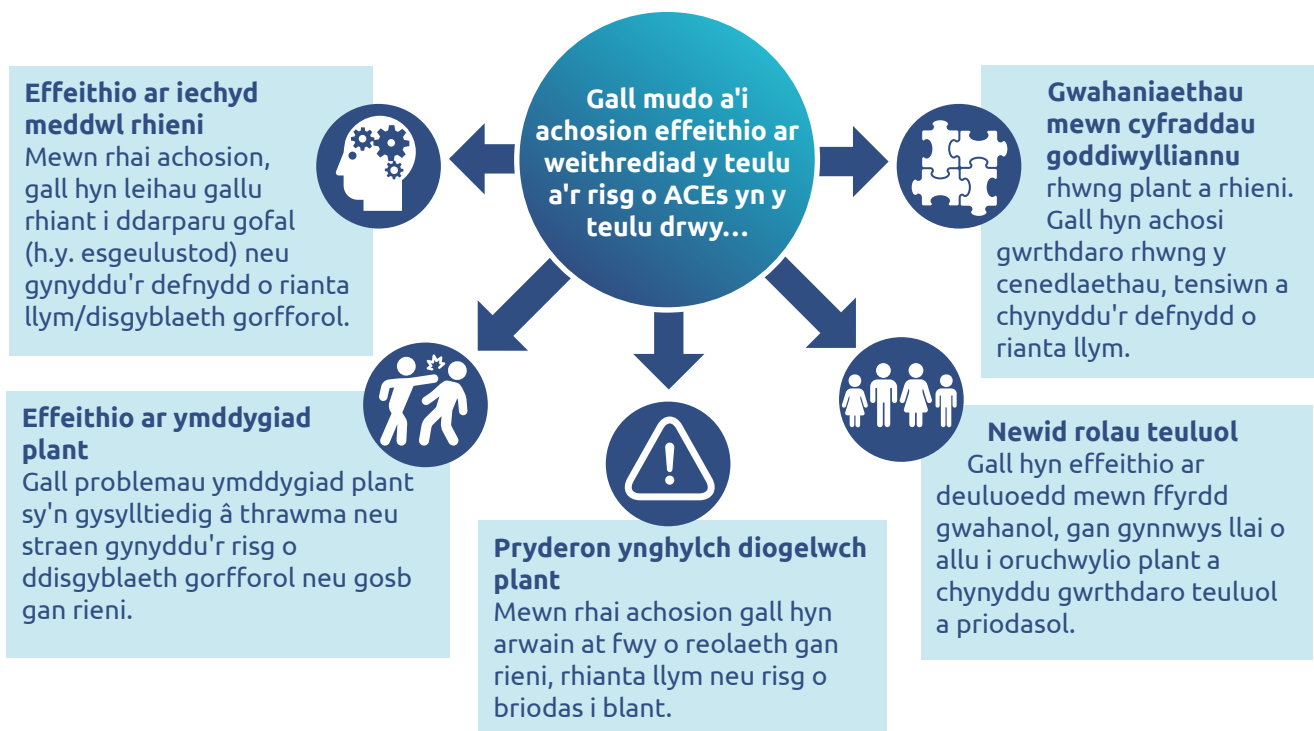 Gall mudo a'i
achosion effeithio ar
weithrediad y teulu
a'r risg o ACEs yn y
teulu drwy...
Effeithio ar iechyd
meddwl rhieni
Mewn rhai achosion,
gall hyn leihau gallu
rhiant i ddarparu gofal
(h.y. esgeulustod) neu
gynyddu'r defnydd o rianta
llym/disgyblaeth gorfforol.
Gwahaniaethau
mewn cyfraddau
goddiwylliannu
rhwng plant a rhieni.
Gall hyn achosi
gwrthdaro rhwng y
cenedlaethau, tensiwn a
chynyddu'r defnydd o
rianta llym.
Effeithio ar ymddygiad
plant
Gall problemau ymddygiad plant
sy'n gysylltiedig â thrawma neu
straen gynyddu'r risg o
ddisgyblaeth gorfforol neu gosb
gan rieni.
Pryderon ynghylch diogelwch
plant
Mewn rhai achosion gall hyn
arwain at fwy o reolaeth gan
rieni, rhianta llym neu risg o
briodas i blant.
Newid rolau teuluol
Gall hyn effeithio ar
deuluoedd mewn ffyrdd
gwahanol, gan gynnwys llai o
allu i oruchwylio plant a
chynyddu gwrthdaro teuluol
a priodasol.